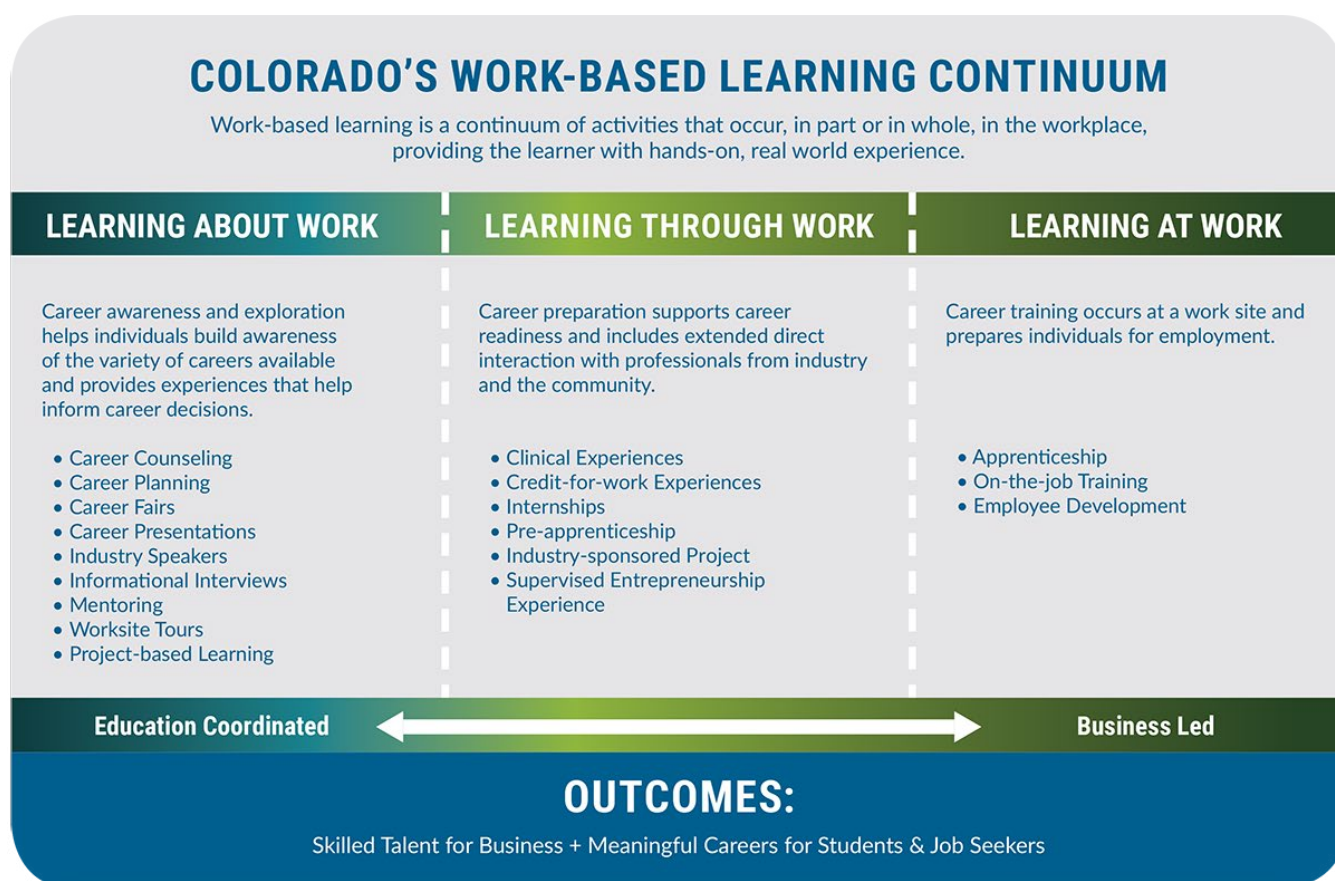 COLORADO’S WORK-BASED LEARNING CONTINUUM
Work-based learning is a continuum of activities that occur, in part or in whole, in the workplace,
providing the learner with hands-on, real world experience.
LEARNING ABOUT WORK
Career awareness and exploration
helps individuals build awareness
of the variety of careers available
and provides experiences that help
inform career decisions.
• Career Counseling
• Career Planning
• Career Fairs
• Career Presentations
• Industry Speakers
• Informational Interviews
• Mentoring
• Worksite Tours
• Project-based Learning
LEARNING THROUGH WORK
Career preparation supports career
readiness and includes extended direct
interaction with professionals from industry
and the community.
• Clinical Experiences
• Credit-for-work Experiences
• Internships
• Pre-apprenticeship
• Industry-sponsored Project
• Supervised Entrepreneurship
Experience
LEARNING AT WORK
Career training occurs at a work site and
prepares individuals for employment.
• Apprenticeship
• On-the-job Training
• Employee Development
Education Coordinated
Business Led
OUTCOMES:
Skilled Talent for Business + Meaningful Careers for Students & Job Seekers